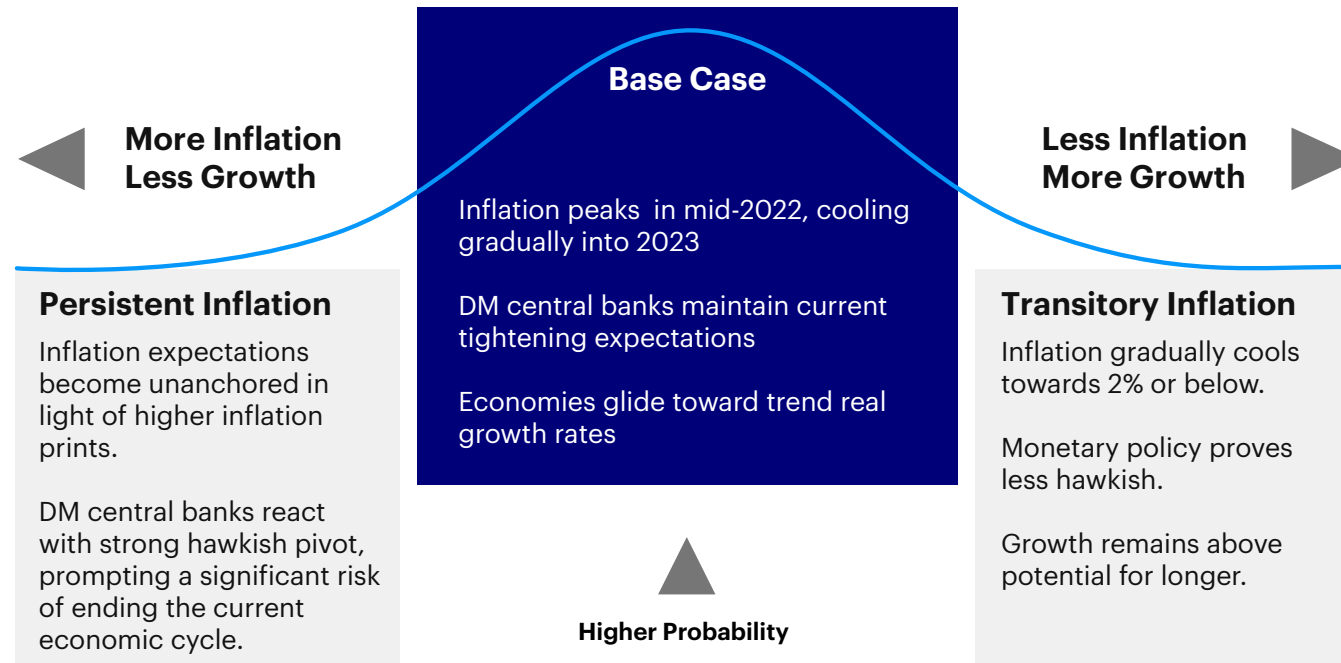 More Inflation
Less Growth
Persistent Inflation
Inflation expectations
become unanchored in
light of higher inflation
prints.
DM central banks react
with strong hawkish pivot,
prompting a significant risk
of ending the current
economic cycle.
Base Case
Inflation peaks in mid-2022, cooling
gradually into 2023
DM central banks maintain current
tightening expectations
Economies glide toward trend real
growth rates
Higher Probability
Less Inflation
More Growth
Transitory Inflation
Inflation gradually cools
towards 2% or below.
Monetary policy proves
less hawkish.
Growth remains above
potential for longer.